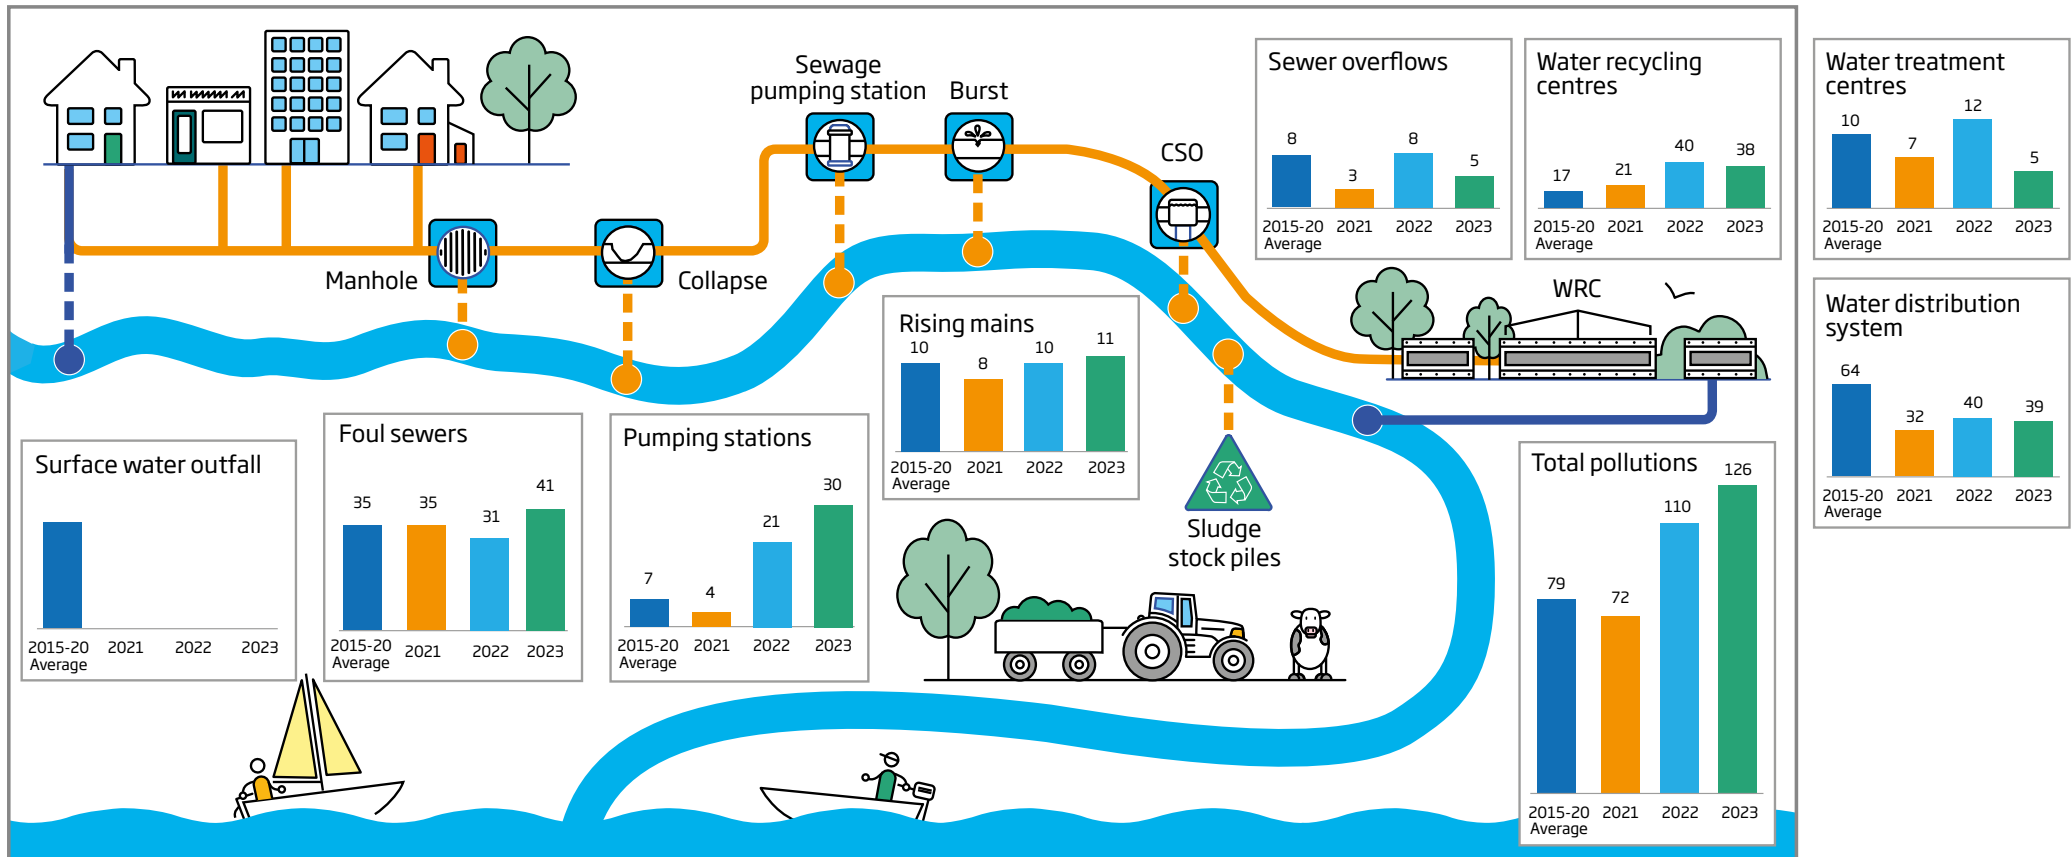 Sewage
pumping station
Burst
CSO
Manhole
Collapse
WRC
Sludge
stock piles
Sewer overflows
8
3
8
5
2015-20
Average
2021
2022
2023
Water recycling
centres
17
21
40
38
2015-20
Average
2021
2022
2023
Water treatment
centres
10
7
12
5
2015-20
Average
2021
2022
2023
Water distribution
system
64
32
40
39
2015-20
Average
2021
2022
2023
Rising mains
10
8
10
11
2015-20
Average
2021
2022
2023
Surface water outfall
2015-20
Average
2021
2022
2023
Foul sewers
35
35
31
41
2015-20
Average
2021
2022
2023
Pumping stations
7
4
21
30
2015-20
Average
2021
2022
2023
Total pollutions
79
72
110
126
2015-20
Average
2021
2022
2023